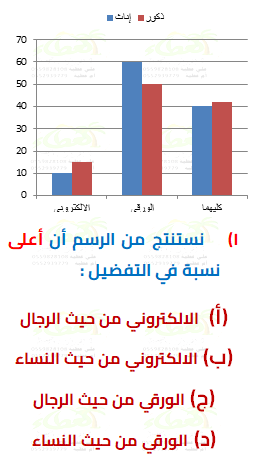 ذكور إناث
70
60
50
40
30
20
10
0
الالكتروني الورقي كليهما
١) نستنتج من الرسم أن أعلى
نسبة في التفضيل :
(أ) الالكتروني من حيث الرجال
(ب) الالكتروني من حيث النساء
(ج) الورقي من حيث الرجال
(د) الورقي من حيث النساء